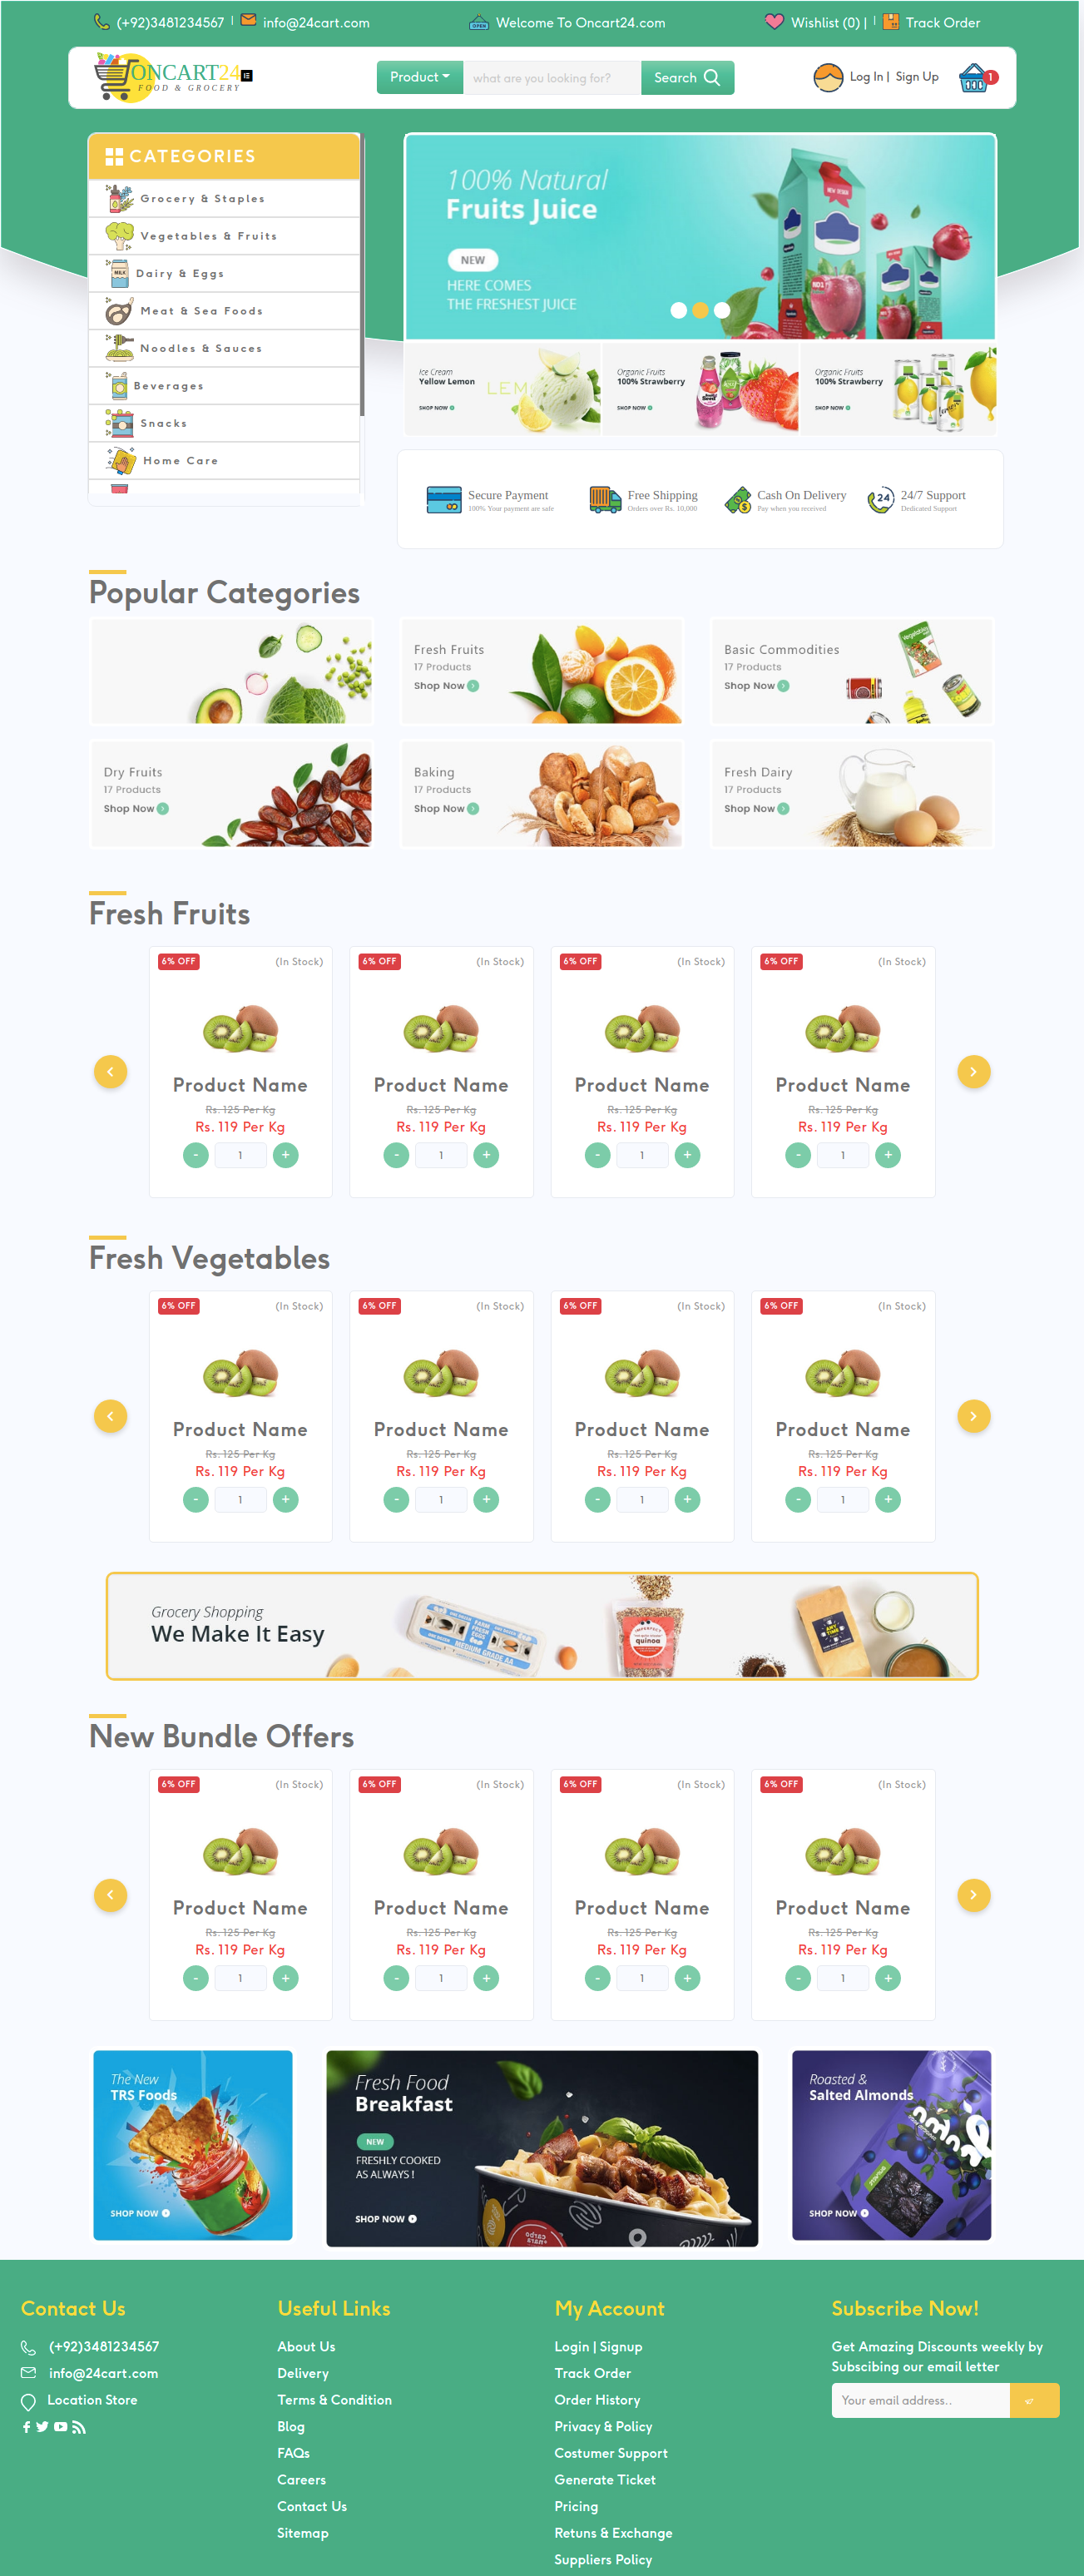 (+92)3481234567 | info@24cart.com
Welcome To Oncart24.com
Wishlist (0) | | Track Order
ONCART24
FOOD & GROCERY
Product
what are you looking for?
Search
Log In | Sign Up
1
CATEGORIES
Grocery & Staples
Vegetables & Fruits
Dairy & Eggs
Meat & Sea Foods
Noodles & Sauces
Beverages
Snacks
Home Care
100% Natural
Fruits Juice
NEW
HERE COMES
THE FRESHEST JUICE
Ice Cream
Yellow Lemon
SHOP NOW
LEM
Organic Fruits
100% Strawberry
SHOP NOW
Organic Fruits
100% Strawberry
SHOP NOW
Secure Payment
100% Your payment are safe
Free Shipping
Orders over Rs. 10,000
Cash On Delivery
Pay when you received
24
24/7 Support
Dedicated Support
Popular Categories
Fresh Fruits
17 Products
Shop Now
Basic Commodities
17 Products
Shop Now
Dry Fruits
17 Products
Shop Now
Baking
17 Products
Shop Now
Fresh Dairy
17 Products
Shop Now
Fresh Fruits
6% OFF (In Stock)
6% OFF (In Stock)
6% OFF (In Stock)
6% OFF (In Stock)
Product Name
Product Name
Product Name
Product Name
Rs. 125 Per Kg
Rs. 125 Per Kg
Rs. 125 Per Kg
Rs. 125 Per Kg
Rs. 119 Per Kg
Rs. 119 Per Kg
Rs. 119 Per Kg
Rs. 119 Per Kg
- 1 +
- 1 +
- 1 +
- 1 +
Fresh Vegetables
6% OFF (In Stock)
6% OFF (In Stock)
6% OFF (In Stock)
6% OFF (In Stock)
Product Name
Product Name
Product Name
Product Name
Rs. 125 Per Kg
Rs. 125 Per Kg
Rs. 125 Per Kg
Rs. 125 Per Kg
Rs. 119 Per Kg
Rs. 119 Per Kg
Rs. 119 Per Kg
Rs. 119 Per Kg
- 1 +
- 1 +
- 1 +
- 1 +
Grocery Shopping
We Make It Easy
FARM
FRESH
EGGS
MEDIUM GRADE AA
IMPERFECT
quinoa
New Bundle Offers
6% OFF (In Stock)
6% OFF (In Stock)
6% OFF (In Stock)
6% OFF (In Stock)
Product Name
Product Name
Product Name
Product Name
Rs. 125 Per Kg
Rs. 125 Per Kg
Rs. 125 Per Kg
Rs. 125 Per Kg
Rs. 119 Per Kg
Rs. 119 Per Kg
Rs. 119 Per Kg
Rs. 119 Per Kg
- 1 +
- 1 +
- 1 +
- 1 +
The New
TRS Foods
SHOP NOW
Fresh Food
Breakfast
NEW
FRESHLY COOKED
AS ALWAYS !
SHOP NOW
Roasted &
Salted Almonds
SHOP NOW
Contact Us
(+92)3481234567
info@24cart.com
Location Store
Useful Links
About Us
Delivery
Terms & Condition
Blog
FAQs
Careers
Contact Us
Sitemap
My Account
Login | Signup
Track Order
Order History
Privacy & Policy
Costumer Support
Generate Ticket
Pricing
Retuns & Exchange
Suppliers Policy
Subscribe Now!
Get Amazing Discounts weekly by
Subscibing our email letter
Your email address..